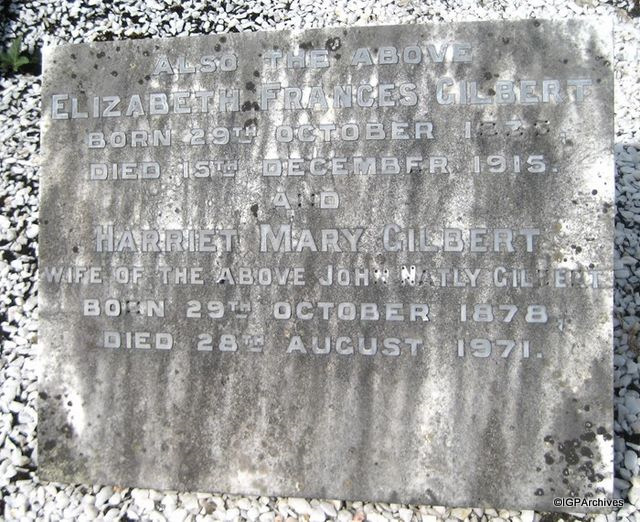 ALSO THE ABOVE
ELIZABETH FRANCES GILBERT
BORN 29TH OCTOBER
DIED 15TH DECEMBER 1915.
AND
HARRIET MARY GILBERT
WIFE OF THE ABOVE JOHN NATLY GILBERT
BORN 29TH OCTOBER 1878,
DIED 28TH AUGUST 1971.
©IGPArchives